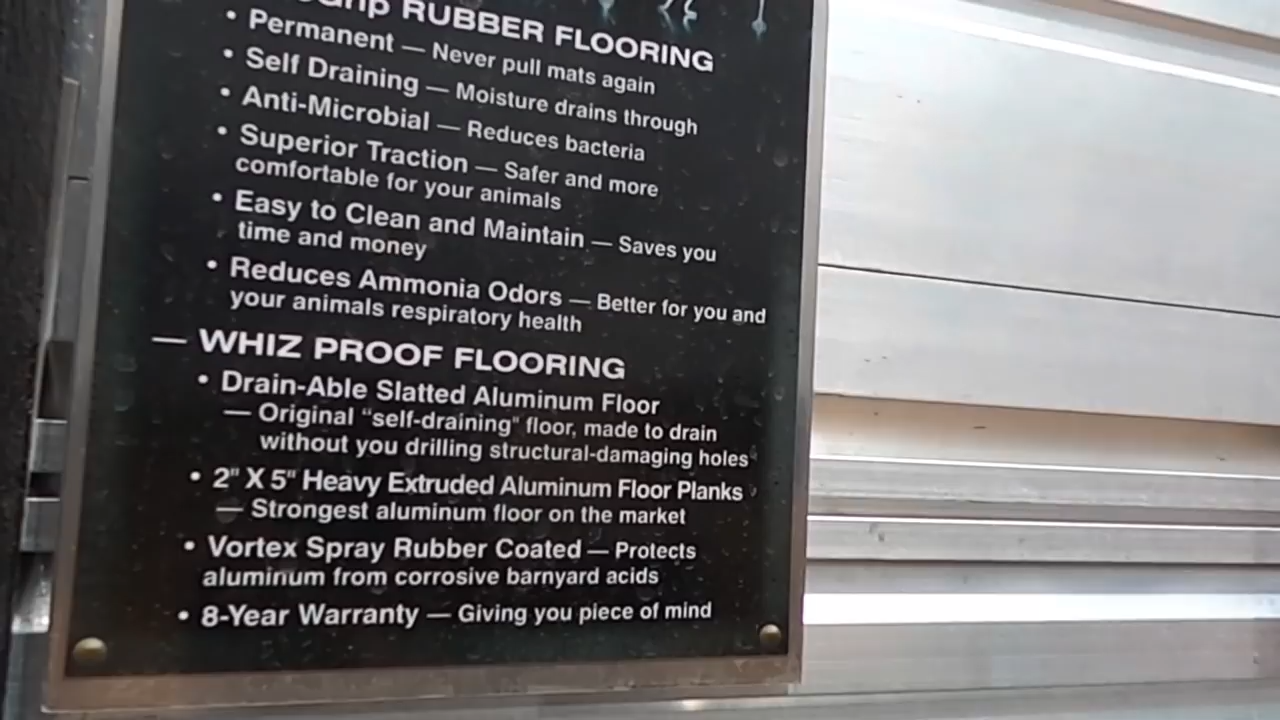 RUBBER FLOORING
• Permanent — Never pull mats again
• Self Draining — Moisture drains through
• Anti-Microbial — Reduces bacteria
• Superior Traction — Safer and more
comfortable for your animals
• Easy to Clean and Maintain — Saves you
time and money
• Reduces Ammonia Odors — Better for you and
your animals respiratory health
— WHIZ PROOF FLOORING
• Drain-Able Slatted Aluminum Floor
— Original "self-draining" floor, made to drain
without you drilling structural-damaging holes
• 2" X 5" Heavy Extruded Aluminum Floor Planks
— Strongest aluminum floor on the market
• Vortex Spray Rubber Coated — Protects
aluminum from corrosive barnyard acids
• 8-Year Warranty — Giving you piece of mind